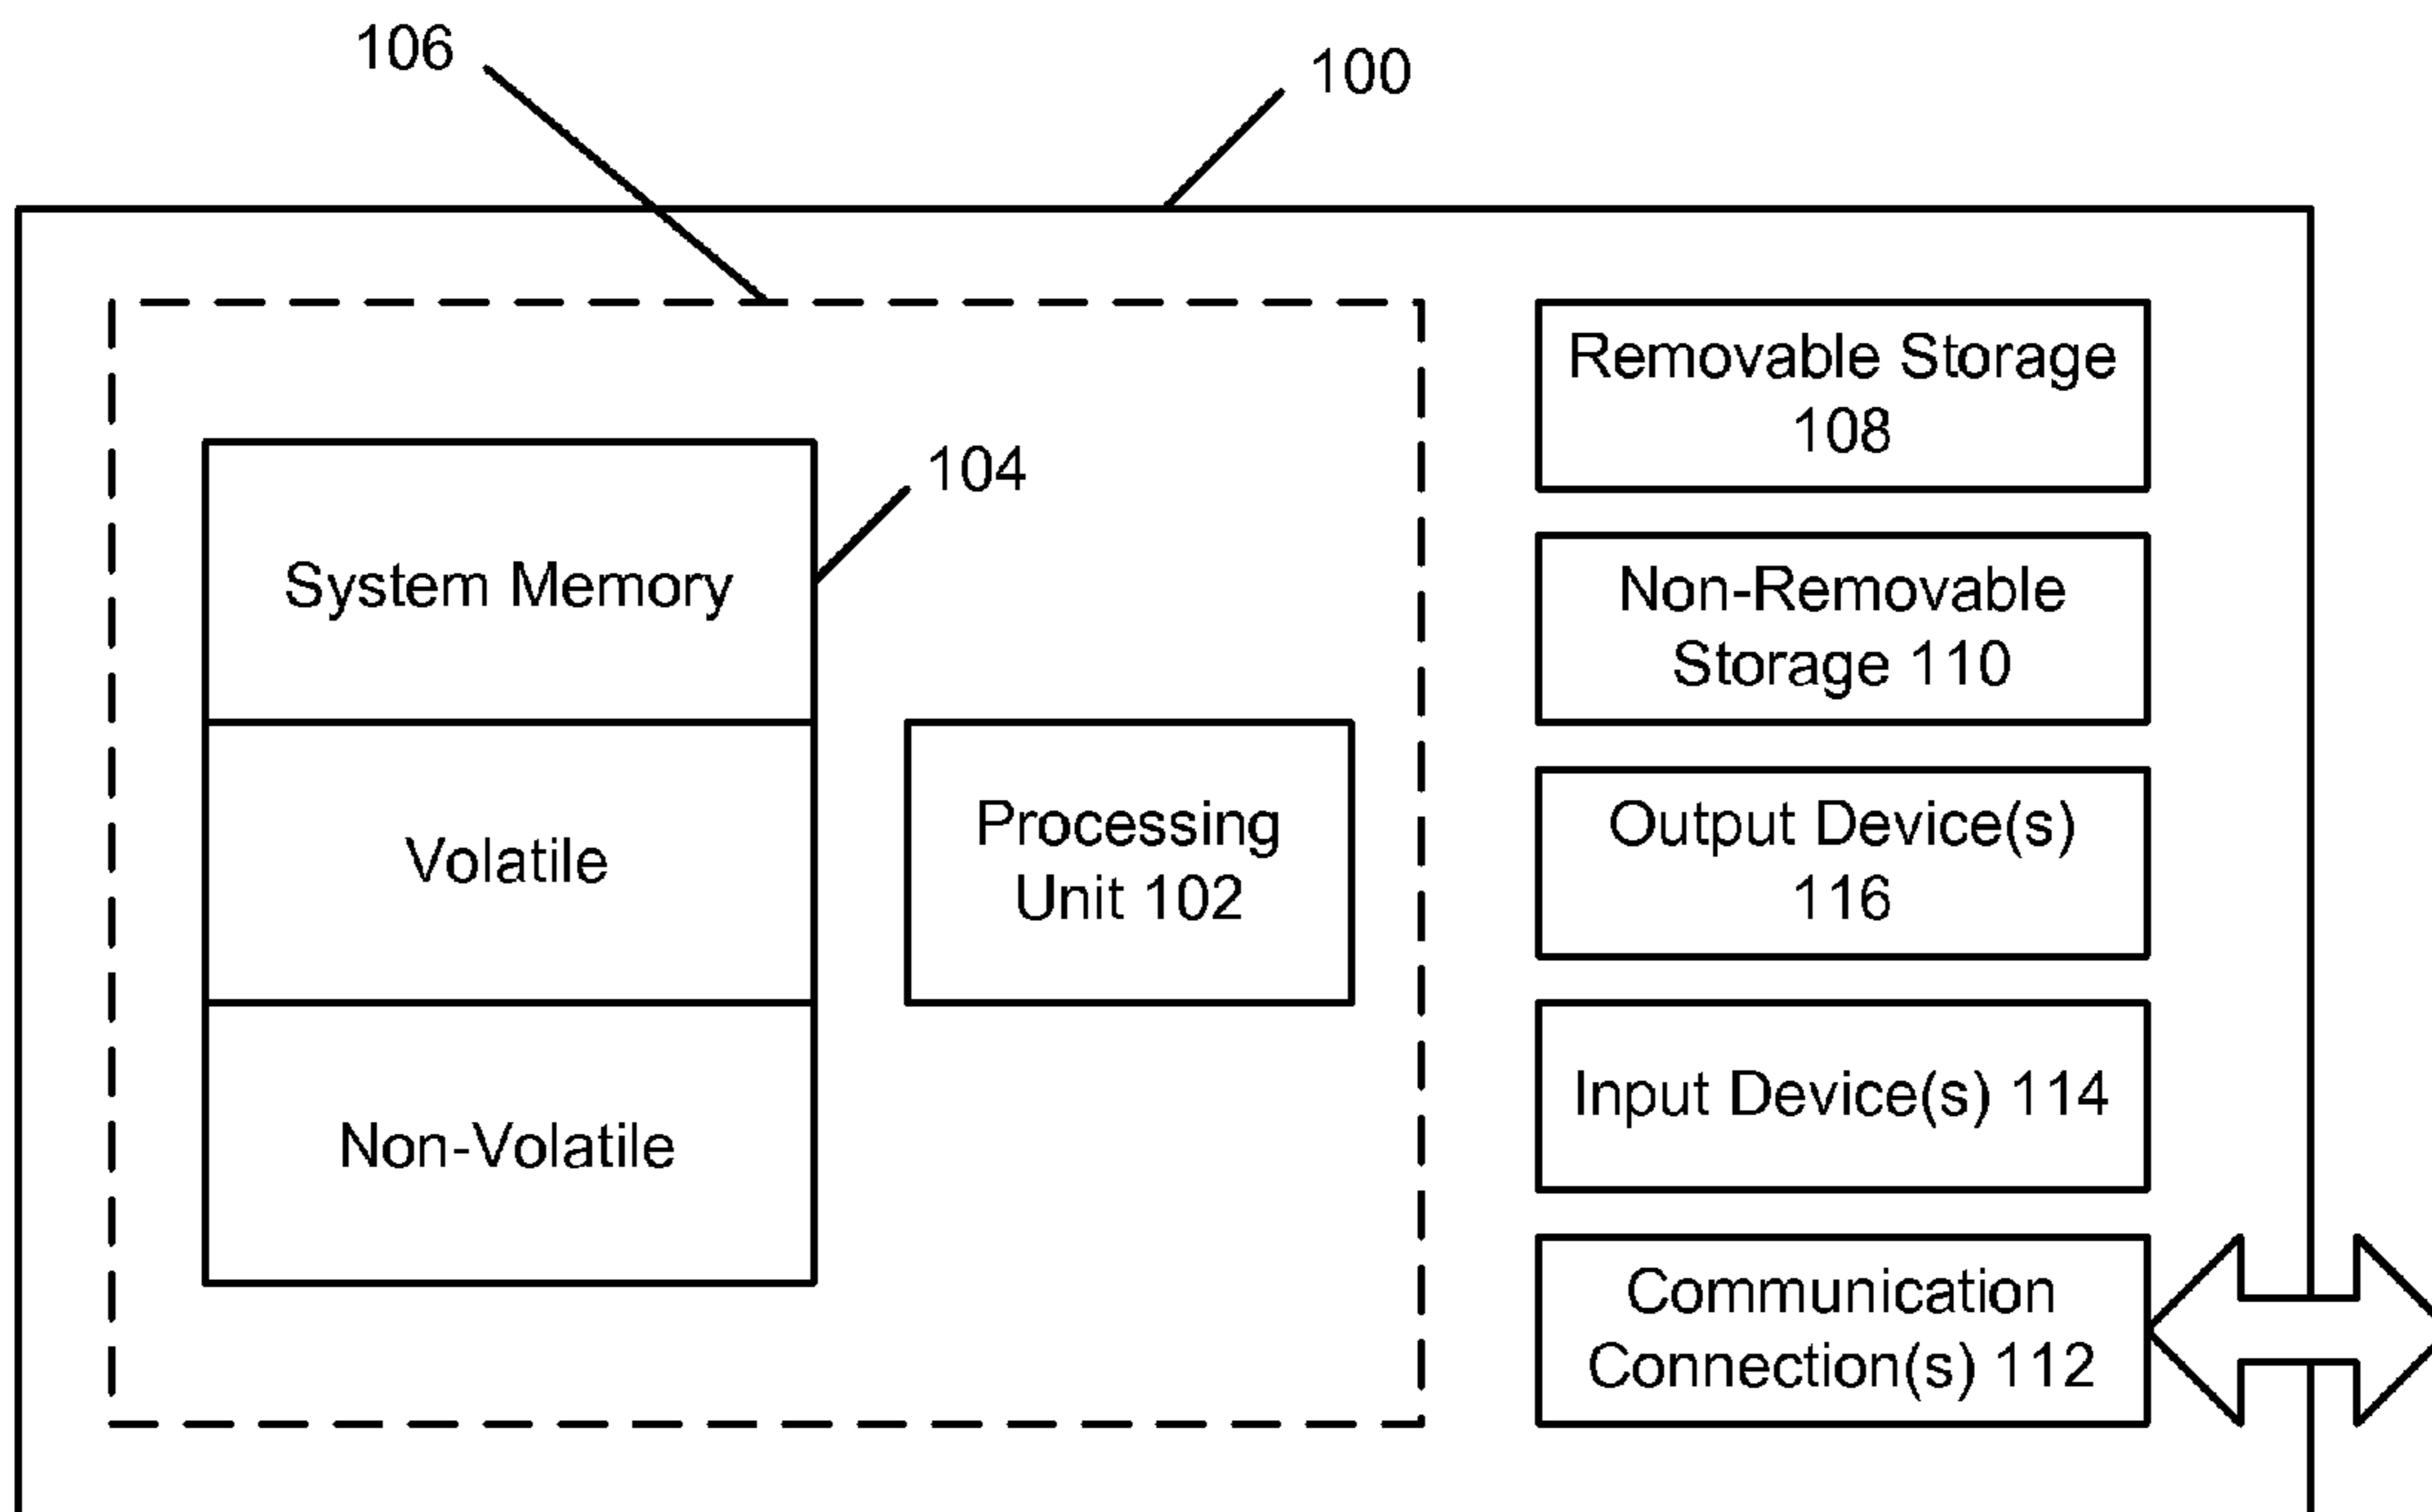 106
100
104
System Memory
Volatile
Non-Volatile
Processing
Unit 102
Removable Storage
108
Non-Removable
Storage 110
Output Device(s)
116
Input Device(s) 114
Communication
Connection(s) 112